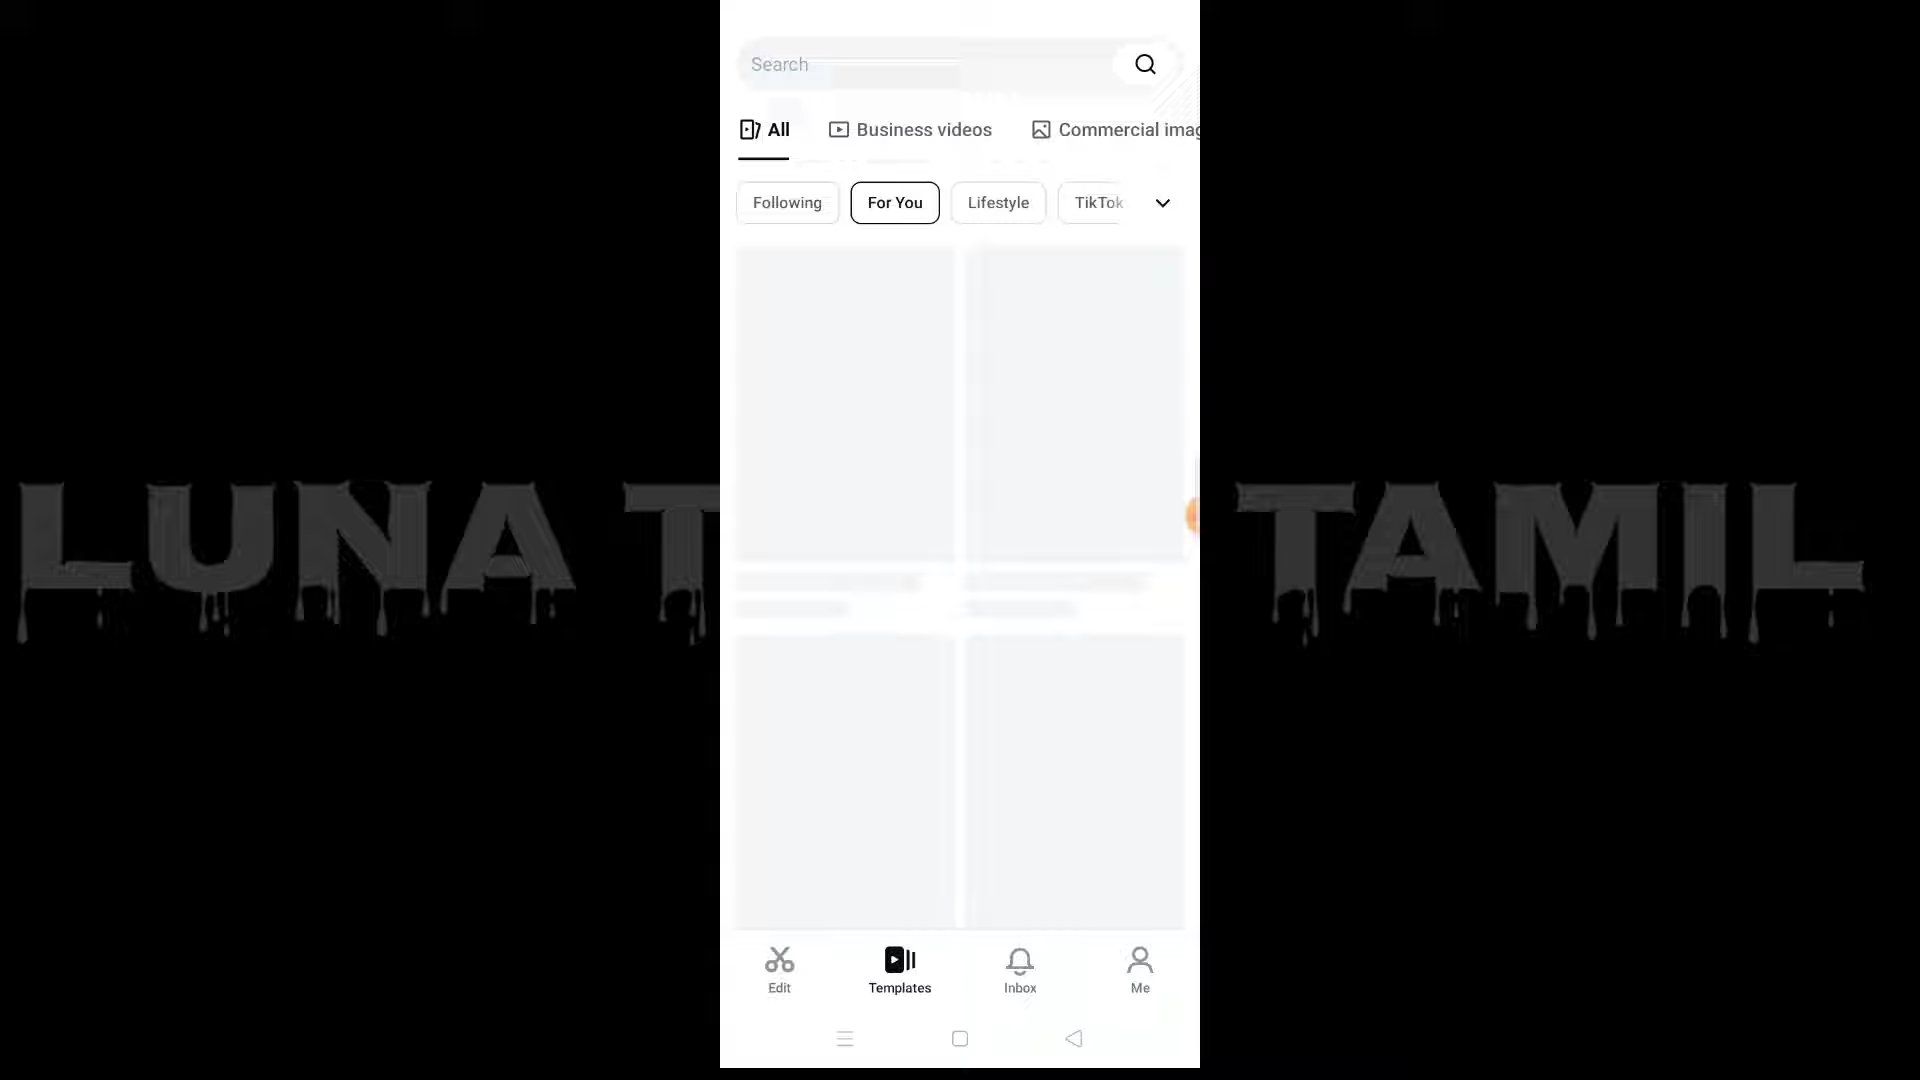 Search
All Business videos Commercial imag
Following For You Lifestyle TikTok
LUNA T TAMIL
Edit Templates Inbox Me